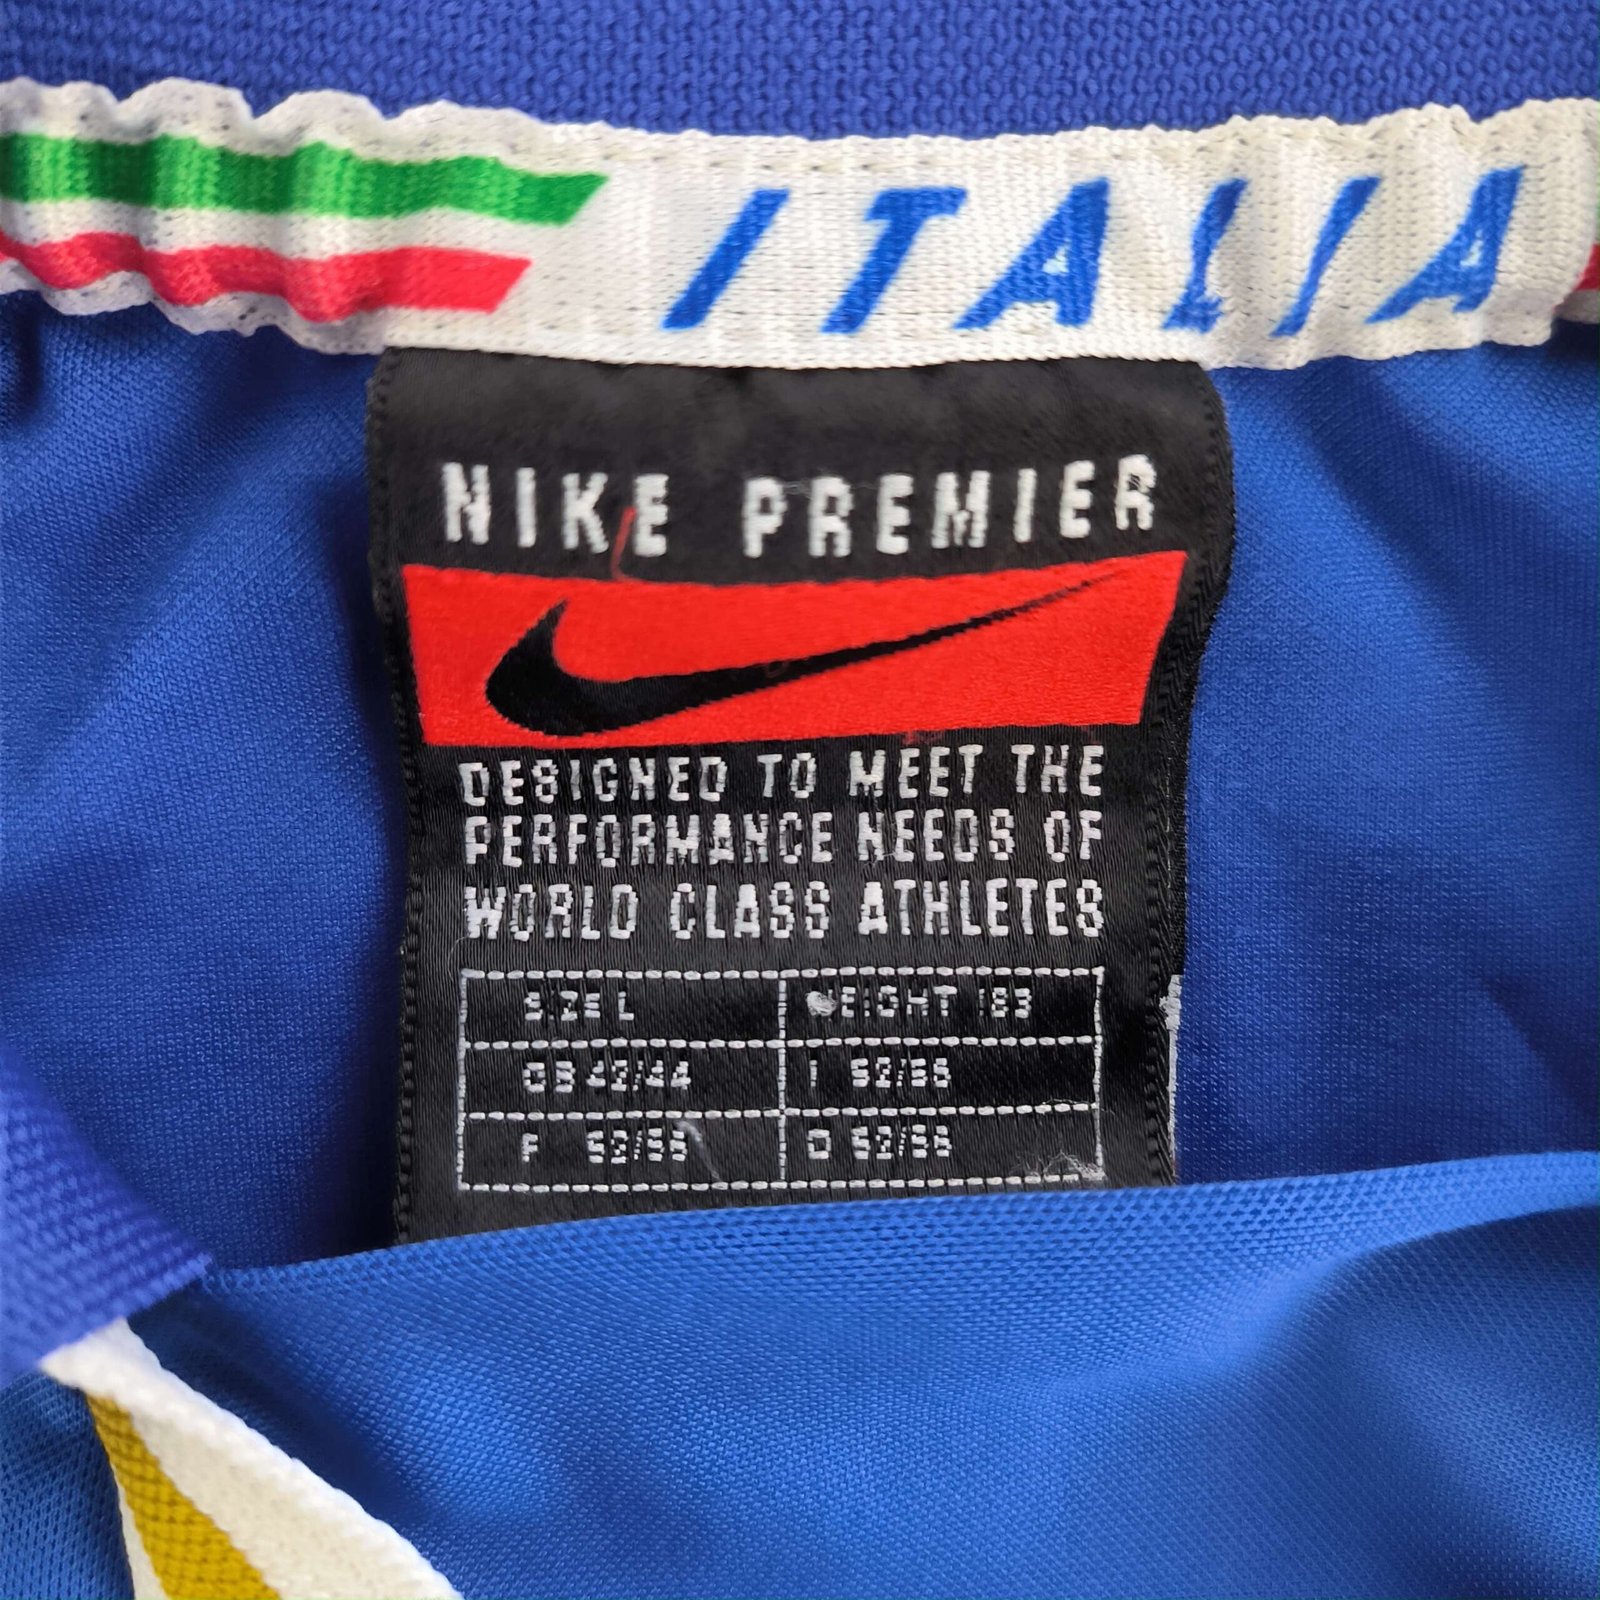 ITALIA
NIKE PREMIER
DESIGNED TO MEET THE
PERFORMANCE NEEDS OF
WORLD CLASS ATHLETES
SIZE L HEIGHT 183
GB 42/44 I 52/56
F 52/56 D 52/56